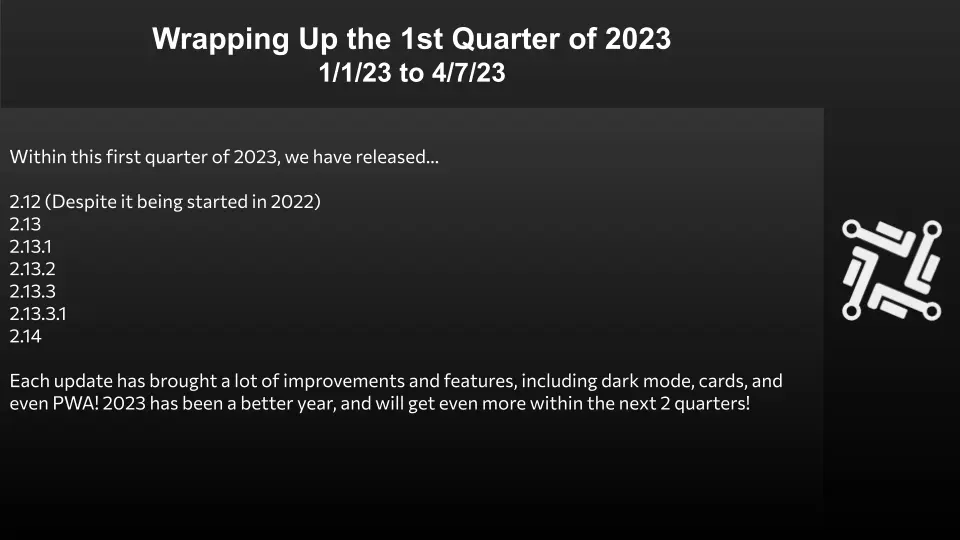 Wrapping Up the 1st Quarter of 2023
1/1/23 to 4/7/23
Within this first quarter of 2023, we have released...
2.12 (Despite it being started in 2022)
2.13
2.13.1
2.13.2
2.13.3
2.13.3.1
2.14
Each update has brought a lot of improvements and features, including dark mode, cards, and
even PWA! 2023 has been a better year, and will get even more within the next 2 quarters!